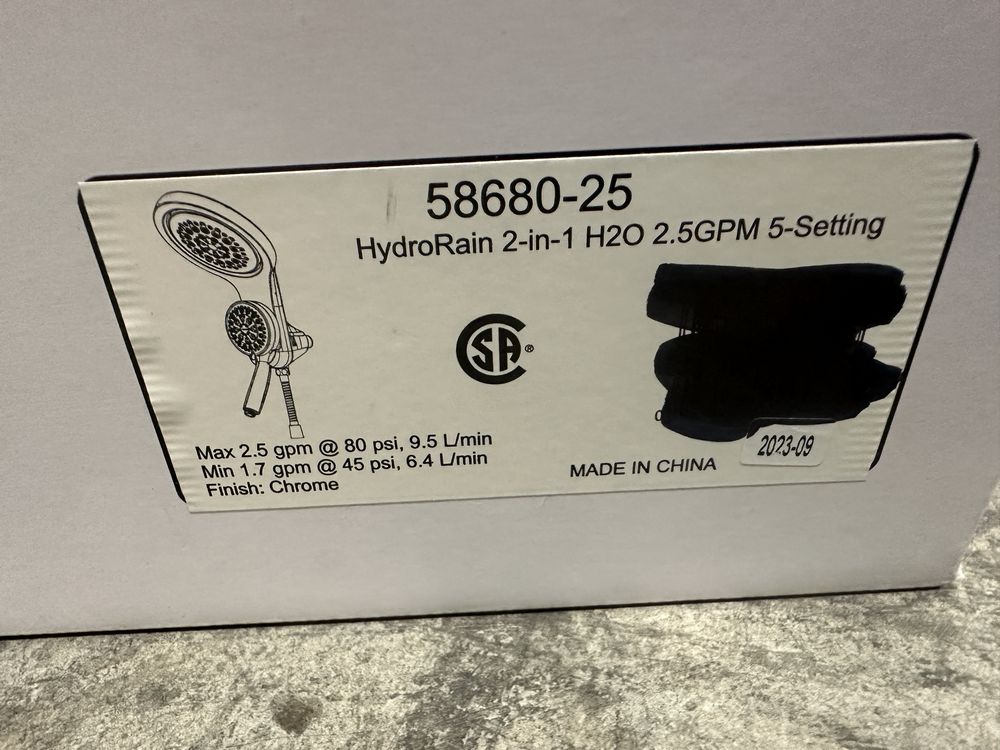 58680-25
HydroRain 2-in-1 H2O 2.5GPM 5-Setting
CSA®
Max 2.5 gpm @ 80 psi, 9.5 L/min
Min 1.7 gpm @ 45 psi, 6.4 L/min
Finish: Chrome
MADE IN CHINA
2023-09